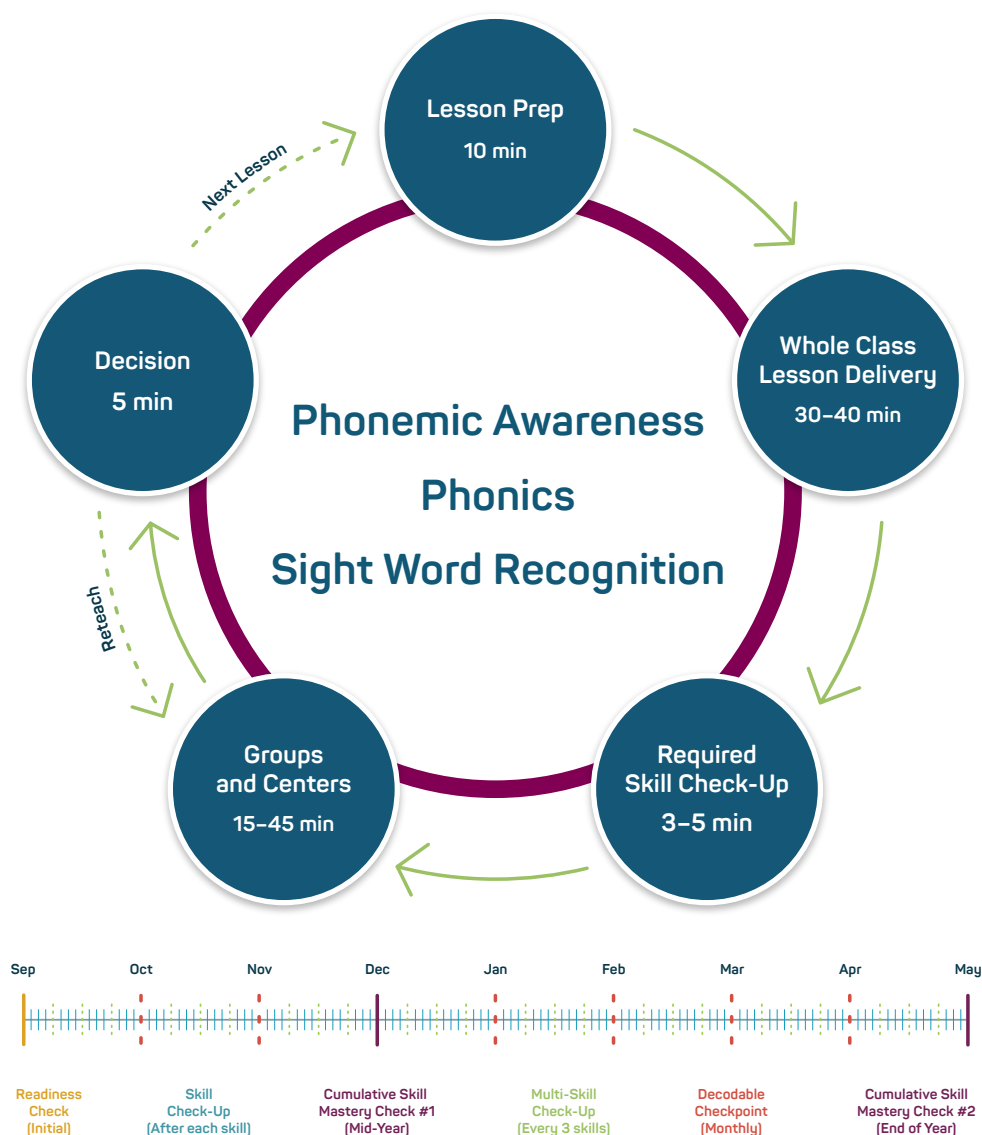 Lesson Prep
10 min
Next Lesson
Whole Class
Lesson Delivery
30–40 min
Decision
5 min
Phonemic Awareness
Phonics
Sight Word Recognition
Reteach
Groups
and Centers
15–45 min
Required
Skill Check-Up
3–5 min
Sep Oct Nov Dec Jan Feb Mar Apr May
Readiness
Check
(Initial)
Skill
Check-Up
(After each skill)
Cumulative Skill
Mastery Check #1
(Mid-Year)
Multi-Skill
Check-Up
(Every 3 skills)
Decodable
Checkpoint
(Monthly)
Cumulative Skill
Mastery Check #2
(End of Year)